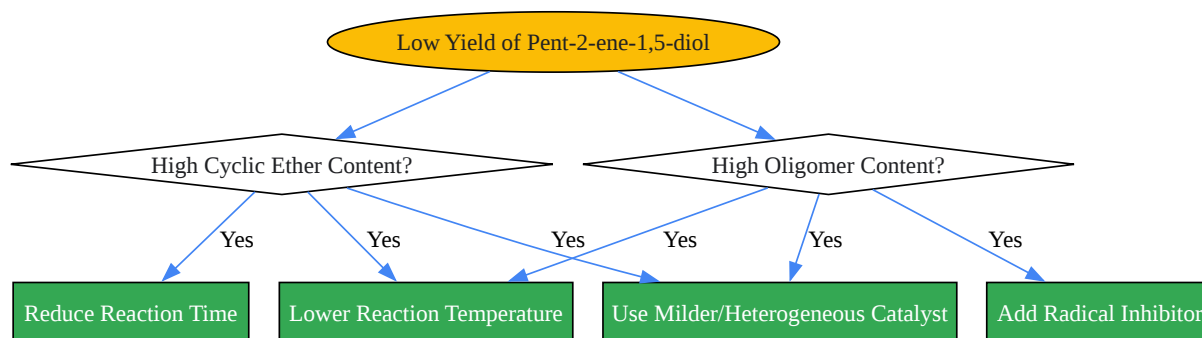 Low Yield of Pent-2-ene-1,5-diol
High Cyclic Ether Content?
High Oligomer Content?
Yes
Yes
Yes
Yes
Yes
Yes
Reduce Reaction Time
Lower Reaction Temperature
Use Milder/Heterogeneous Catalyst
Add Radical Inhibitor